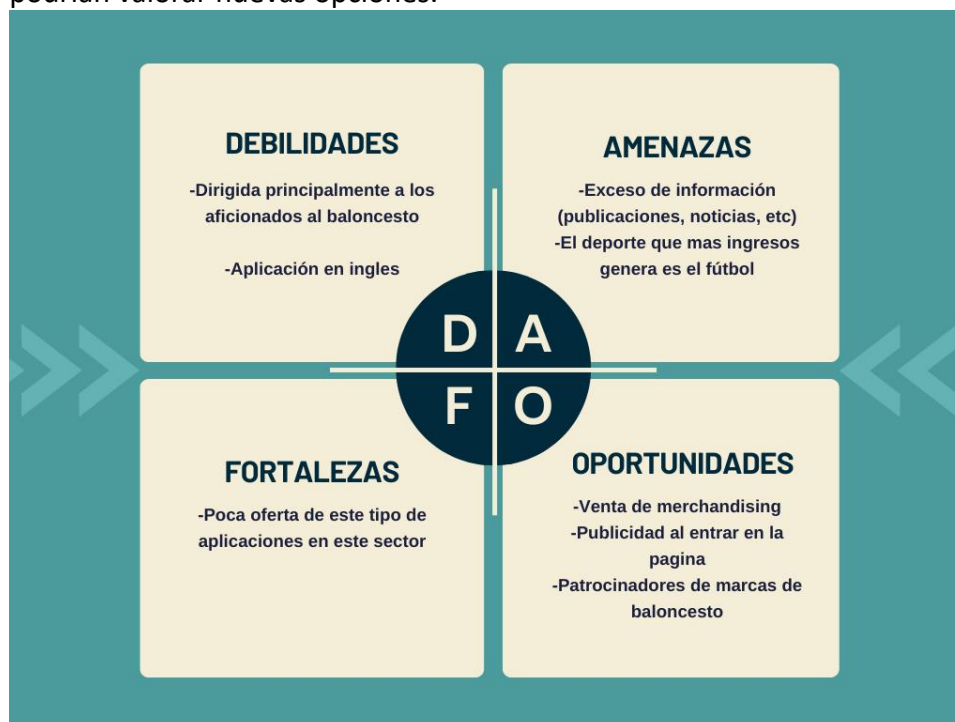 podrían valorar nuevas opciones.
DEBILIDADES
-Dirigida principalmente a los
aficionados al baloncesto
-Aplicación en ingles
AMENAZAS
-Exceso de información
(publicaciones, noticias, etc)
-El deporte que mas ingresos
genera es el fútbol
D A
F O
FORTALEZAS
-Poca oferta de este tipo de
aplicaciones en este sector
OPORTUNIDADES
-Venta de merchandising
-Publicidad al entrar en la
pagina
-Patrocinadores de marcas de
baloncesto